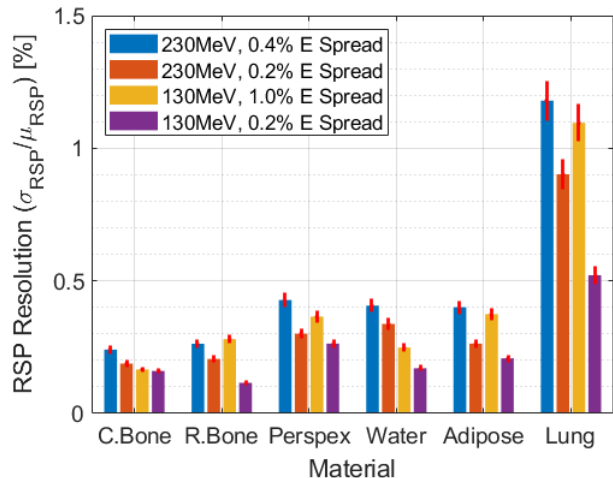 1.5
1
0.5
0
RSP Resolution (σRSP/μRSP) [%]
230MeV, 0.4% E Spread
230MeV, 0.2% E Spread
130MeV, 1.0% E Spread
130MeV, 0.2% E Spread
C.Bone R.Bone Perspex Water Adipose Lung
Material